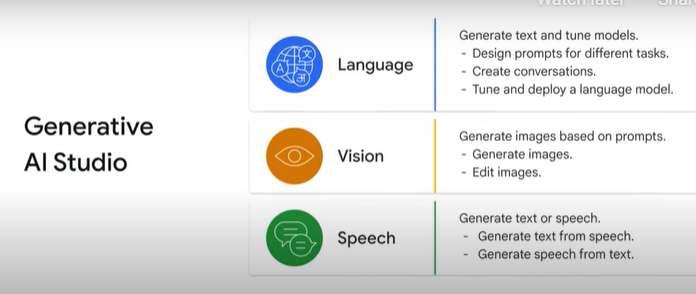 Watch later Share
Generative
AI Studio
Language
Generate text and tune models.
- Design prompts for different tasks.
- Create conversations.
- Tune and deploy a language model.
Vision
Generate images based on prompts.
- Generate images.
- Edit images.
Speech
Generate text or speech.
- Generate text from speech.
- Generate speech from text.